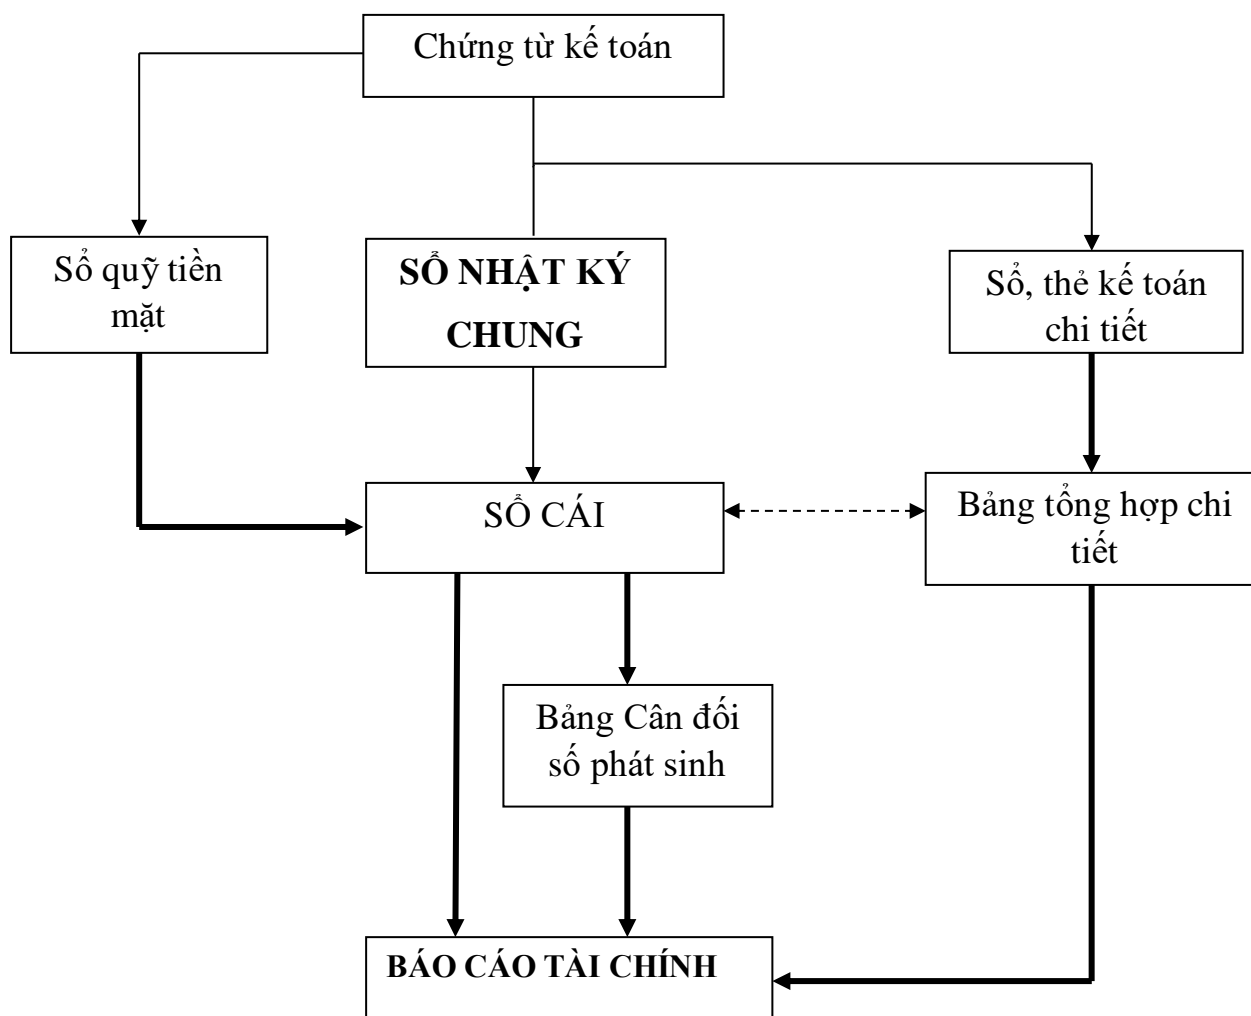 Chứng từ kế toán
Sổ quỹ tiền
mặt
SỔ NHẬT KÝ
CHUNG
Sổ, thẻ kế toán
chi tiết
SỔ CÁI
Bảng tổng hợp chi
tiết
Bảng Cân đối
số phát sinh
BÁO CÁO TÀI CHÍNH